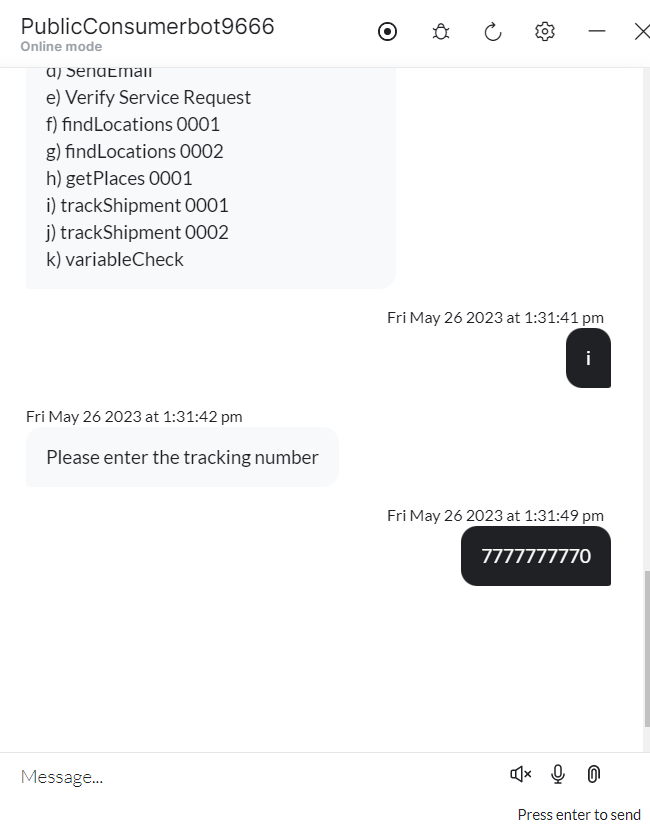 PublicConsumerbot9666
Online mode
d) SendEmail
e) Verify Service Request
f) findLocations 0001
g) findLocations 0002
h) getPlaces 0001
i) trackShipment 0001
j) trackShipment 0002
k) variableCheck
Fri May 26 2023 at 1:31:41 pm
i
Fri May 26 2023 at 1:31:42 pm
Please enter the tracking number
Fri May 26 2023 at 1:31:49 pm
7777777770
Message...
Press enter to send